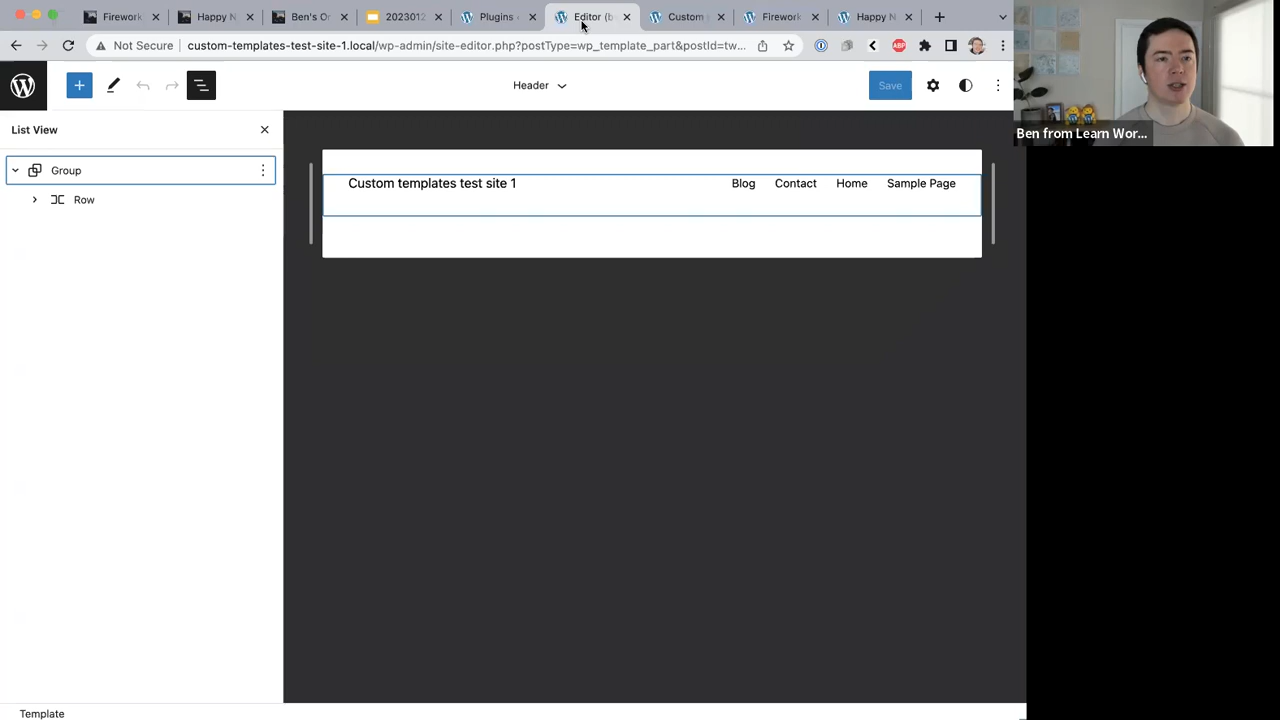 Firework
Happy N
Ben's Or
2023012
Plugins
Editor (b
Custom
Firework
Happy N
Not Secure
custom-templates-test-site-1.local/wp-admin/site-editor.php?postType=wp_template_part&postId=tw...
ABP
Header
Save
Ben from Learn Wor...
List View
Group
Row
Custom templates test site 1
Blog
Contact
Home
Sample Page
Template